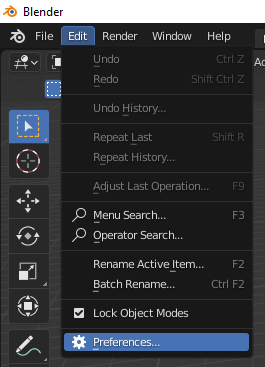 Blender
File Edit Render Window Help
Undo Ctrl Z
Redo Shift Ctrl Z
Undo History...
Repeat Last Shift R
Repeat History...
Adjust Last Operation... F9
Menu Search... F3
Operator Search...
Rename Active Item... F2
Batch Rename... Ctrl F2
Lock Object Modes
Preferences...